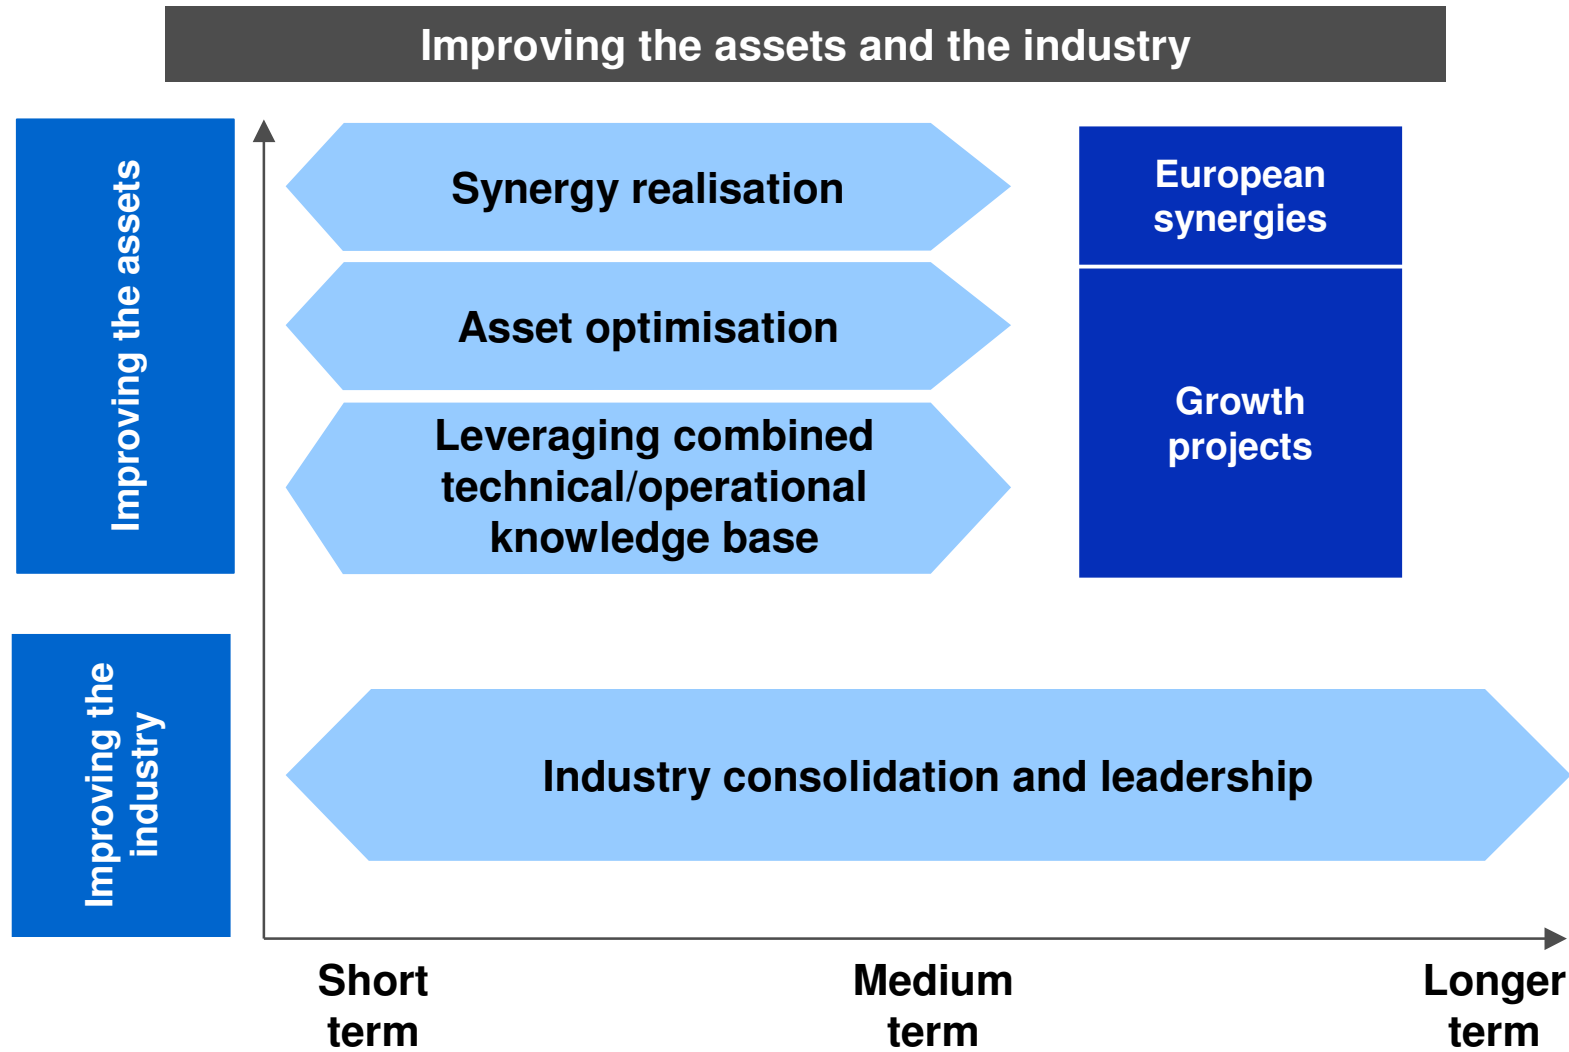 Improving the assets and the industry
Improving the assets
Synergy realisation
European
synergies
Asset optimisation
Growth
projects
Leveraging combined
technical/operational
knowledge base
Improving the
industry
Industry consolidation and leadership
Short
term
Medium
term
Longer
term